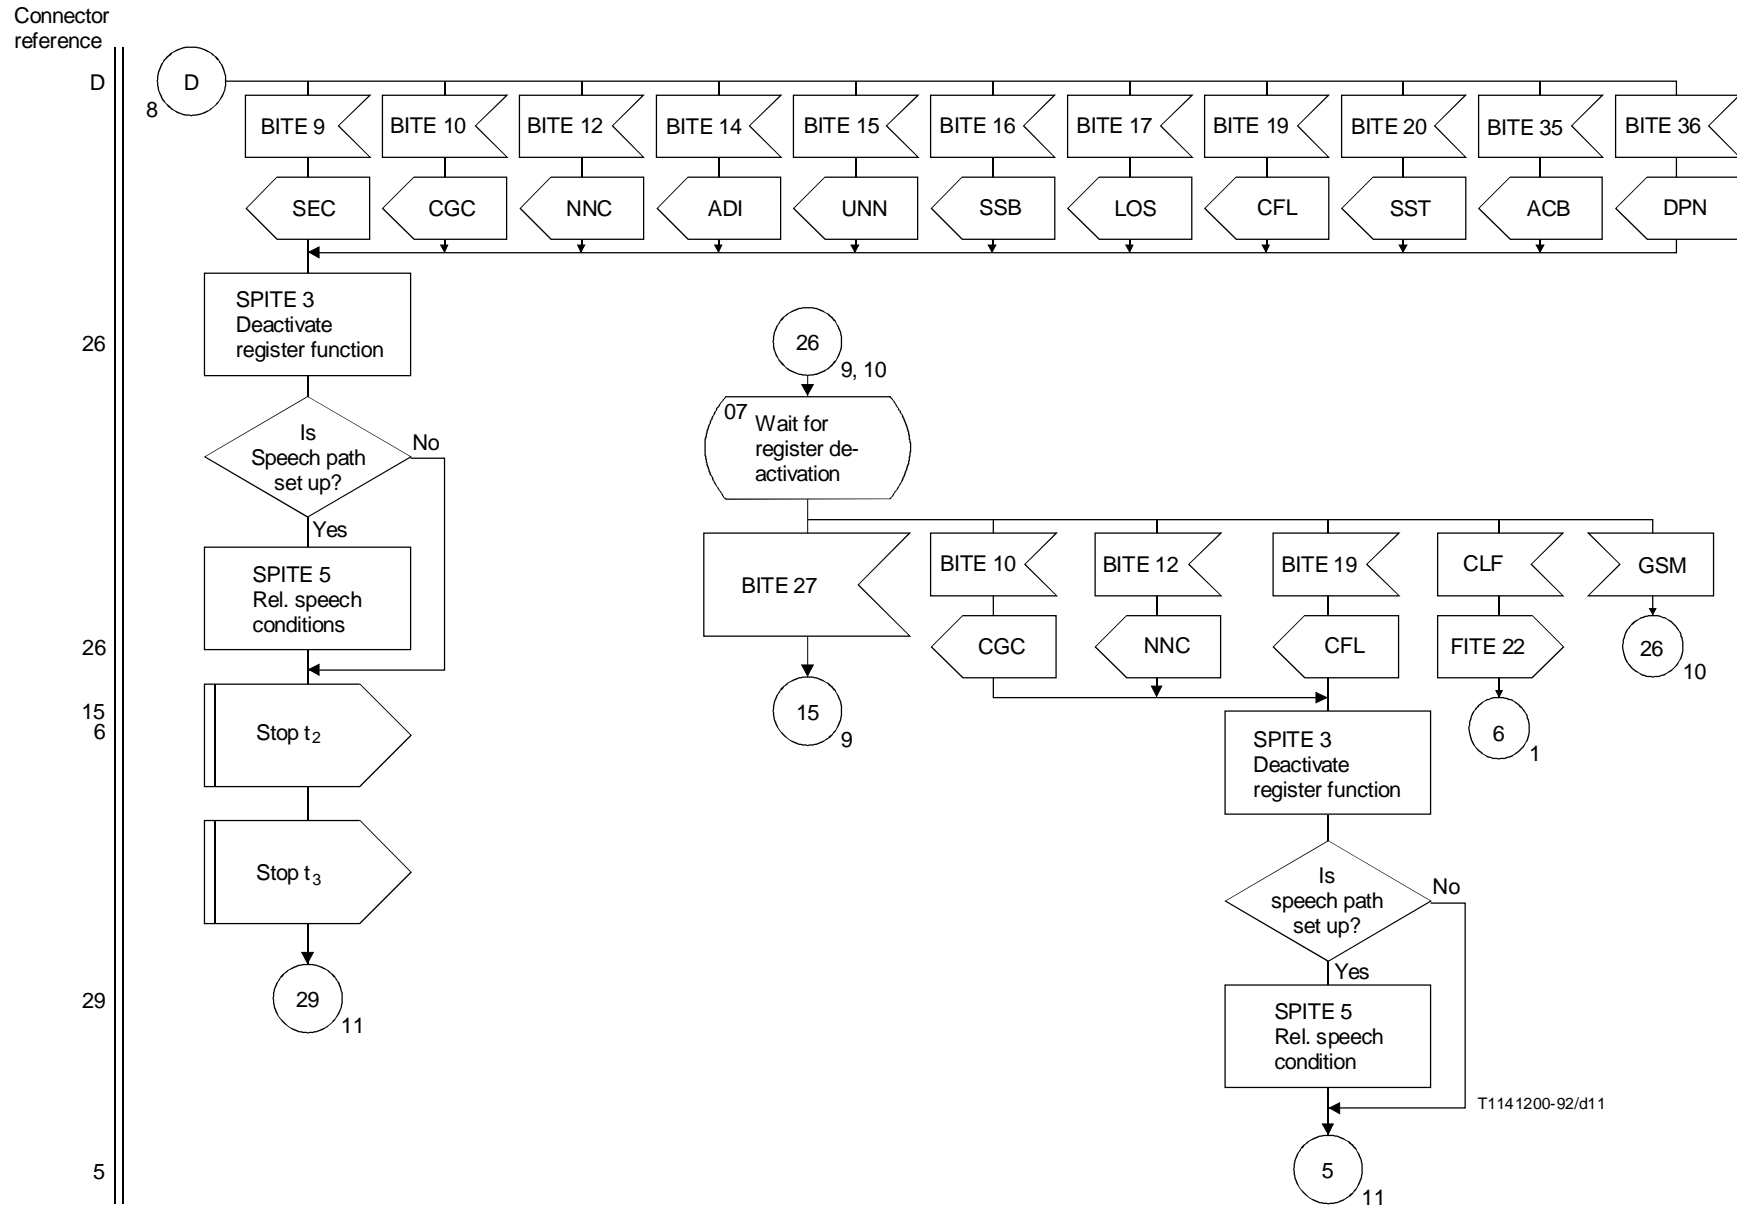 Connector
reference
D
D
8
BITE 9
BITE 10
BITE 12
BITE 14
BITE 15
BITE 16
BITE 17
BITE 19
BITE 20
BITE 35
BITE 36
SEC
CGC
NNC
ADI
UNN
SSB
LOS
CFL
SST
ACB
DPN
SPITE 3
Deactivate
register function
26
26
9, 10
Is
Speech path
set up?
No
Yes
07
Wait for
register de-
activation
SPITE 5
Rel. speech
conditions
BITE 27
BITE 10
BITE 12
BITE 19
CLF
GSM
26
CGC
NNC
CFL
FITE 22
26
10
15
6
Stop t2
15
9
6
1
SPITE 3
Deactivate
register function
Stop t3
Is
speech path
set up?
No
Yes
29
29
11
SPITE 5
Rel. speech
condition
T1141200-92/d11
5
5
11